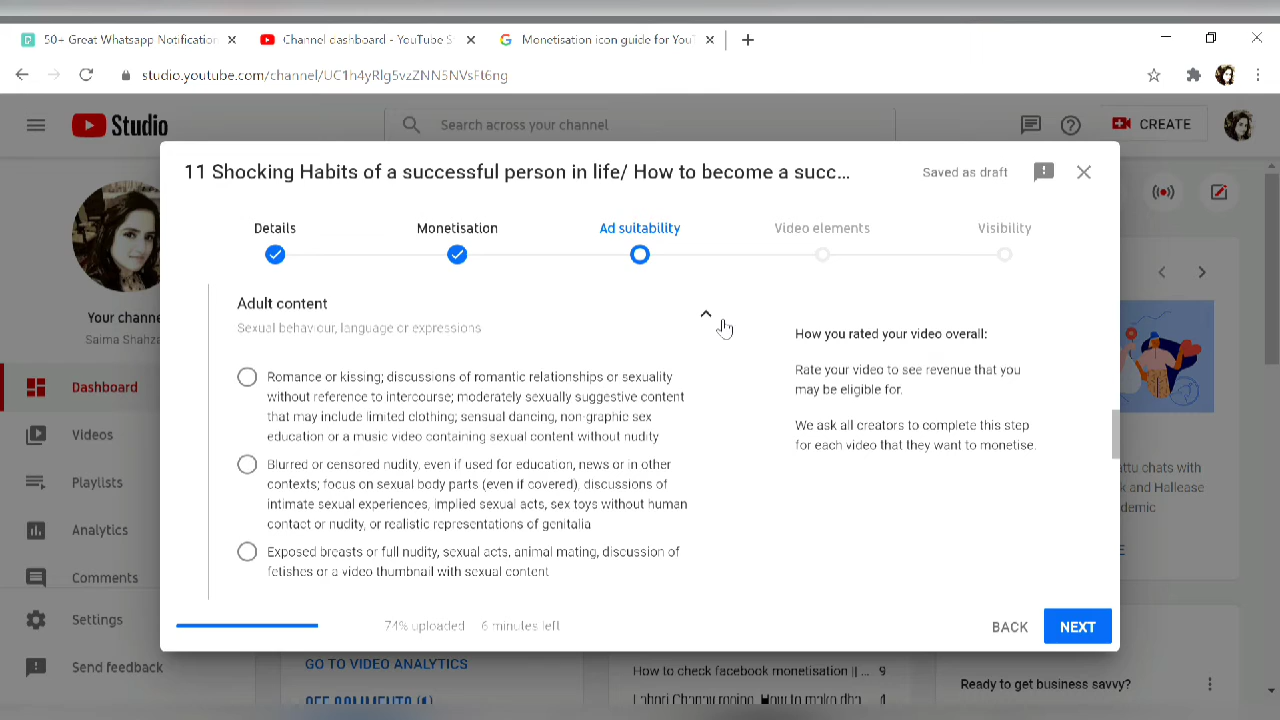 50+ Great Whatsapp Notification
Channel dashboard - YouTube S
Monetisation icon guide for You
studio.youtube.com/channel/UC1h4yRlg5vzZNN5NVsFt6ng
Studio
Search across your channel
CREATE
11 Shocking Habits of a successful person in life/ How to become a succ...
Saved as draft
Details
Monetisation
Ad suitability
Video elements
Visibility
Your channe
Saima Shahza
Dashboard
Videos
Playlists
Analytics
Comments
Settings
Send feedback
Adult content
Sexual behaviour, language or expressions
Romance or kissing; discussions of romantic relationships or sexuality
without reference to intercourse; moderately sexually suggestive content
that may include limited clothing; sensual dancing, non-graphic sex
education or a music video containing sexual content without nudity
Blurred or censored nudity, even if used for education, news or in other
contexts; focus on sexual body parts (even if covered), discussions of
intimate sexual experiences, implied sexual acts, sex toys without human
contact or nudity, or realistic representations of genitalia
Exposed breasts or full nudity, sexual acts, animal mating, discussion of
fetishes or a video thumbnail with sexual content
How you rated your video overall:
Rate your video to see revenue that you
may be eligible for.
We ask all creators to complete this step
for each video that they want to monetise.
74% uploaded
6 minutes left
BACK
NEXT
attu chats with
k and Hallease
demic
E
GO TO VIDEO ANALYTICS
SEE COMMENTS
How to check facebook monetisation || ...
9
4
Ready to get business savvy?